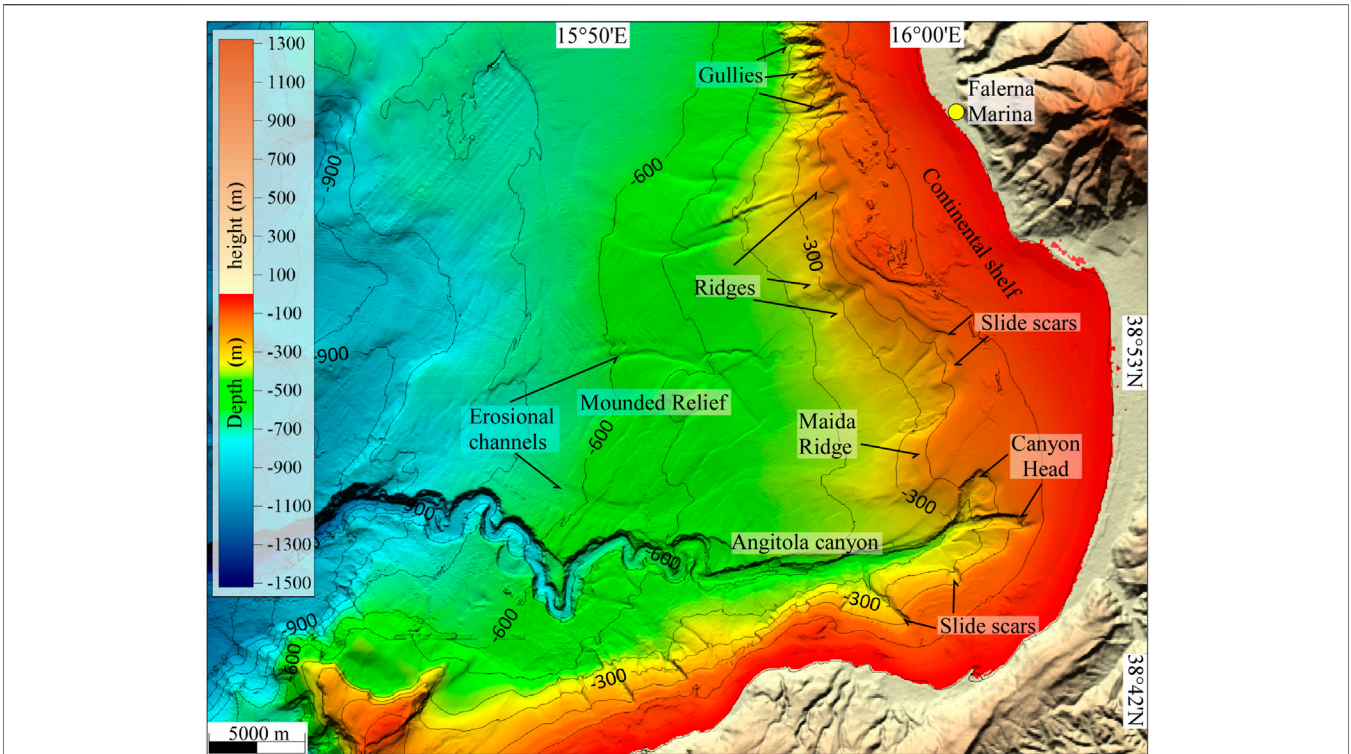 15°50'E
16°00'E
1300
1100
900
700
500
300
100
-100
-300
-500
-700
-900
-1100
-1300
-1500
height (m)
Depth (m)
Gullies
Falerna
Marina
-900
-600
Continental shelf
-300
Ridges
Slide scars
38°53'N
-900
Mounded Relief
Erosional
channels
-600
Maida
Ridge
Canyon
Head
-300
-900
Angitola canyon
-600
-300
-600
Slide scars
-900
-600
-300
38°42'N
5000 m